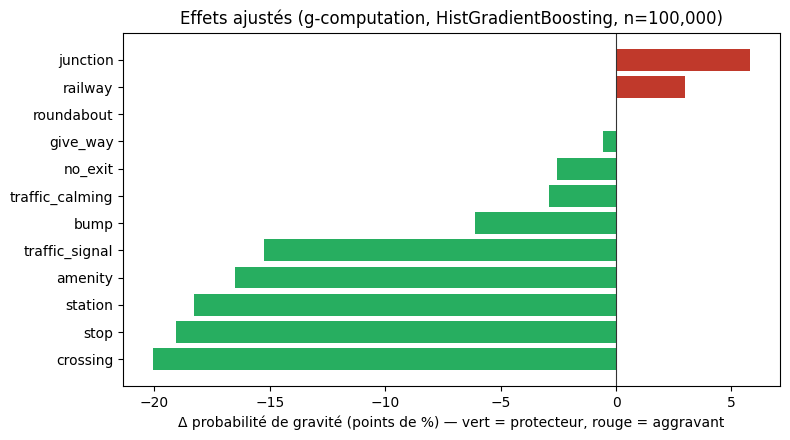 Effets ajustés (g-computation, HistGradientBoosting, n=100,000)
junction
railway
roundabout
give_way
no_exit
traffic_calming
bump
traffic_signal
amenity
station
stop
crossing
−20 −15 −10 −5 0 5
Δ probabilité de gravité (points de %) — vert = protecteur, rouge = aggravant